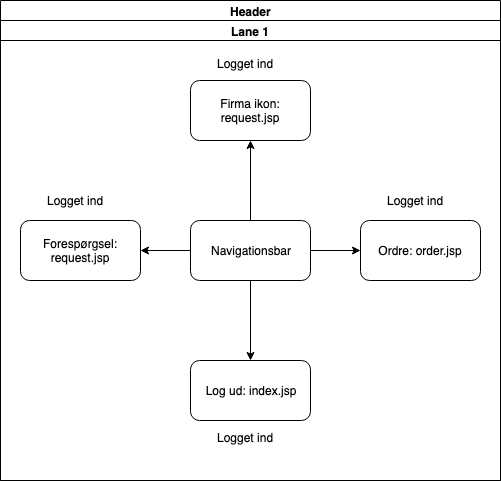 Header
Lane 1
Logget ind
Firma ikon:
request.jsp
Logget ind
Logget ind
Forespørgsel:
request.jsp
Navigationsbar
Ordre: order.jsp
Log ud: index.jsp
Logget ind